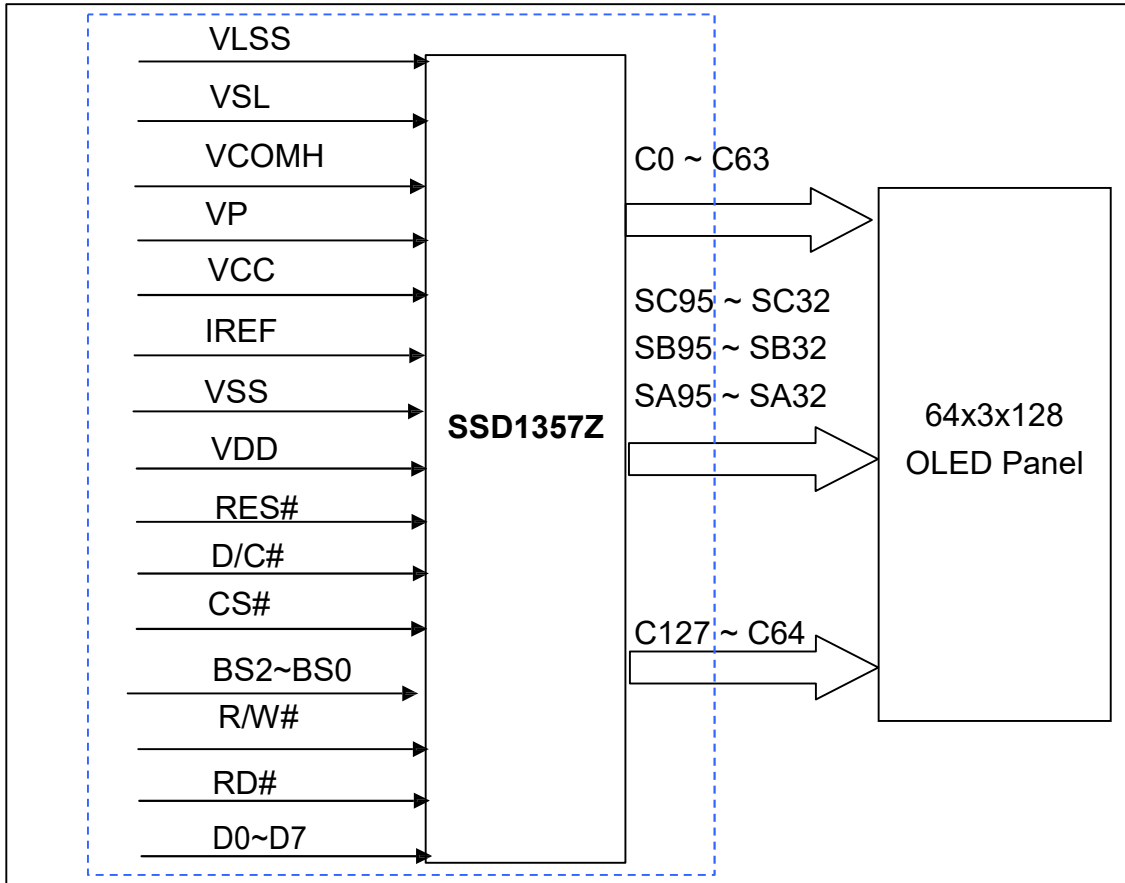 VLSS
VSL
VCOMH
VP
VCC
IREF
VSS
VDD
RES#
D/C#
CS#
BS2~BS0
R/W#
RD#
D0~D7
SSD1357Z
C0 ~ C63
SC95 ~ SC32
SB95 ~ SB32
SA95 ~ SA32
C127 ~ C64
64x3x128
OLED Panel